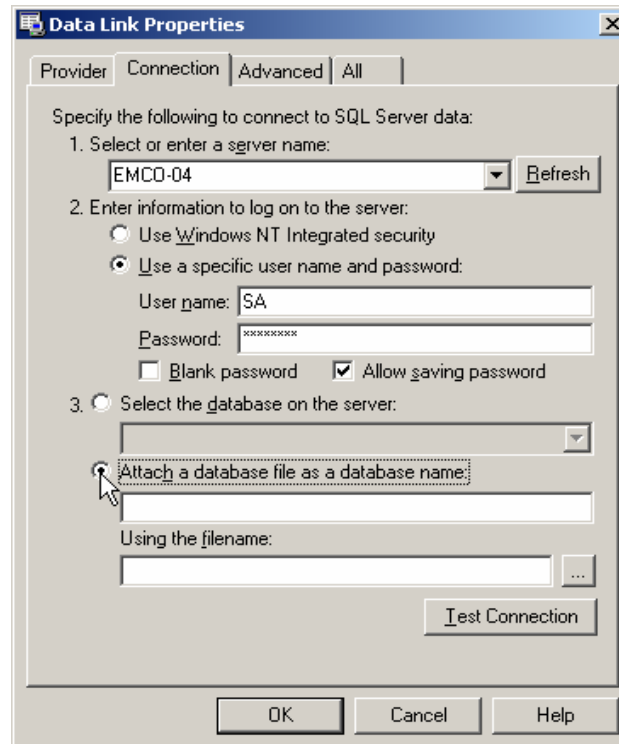 Data Link Properties
Provider Connection Advanced All
Specify the following to connect to SQL Server data:
1. Select or enter a server name:
EMCO-04 Refresh
2. Enter information to log on to the server:
Use Windows NT Integrated security
Use a specific user name and password:
User name: SA
Password: ********
Blank password Allow saving password
3. Select the database on the server:
Attach a database file as a database name:
Using the filename:
...
Test Connection
OK Cancel Help